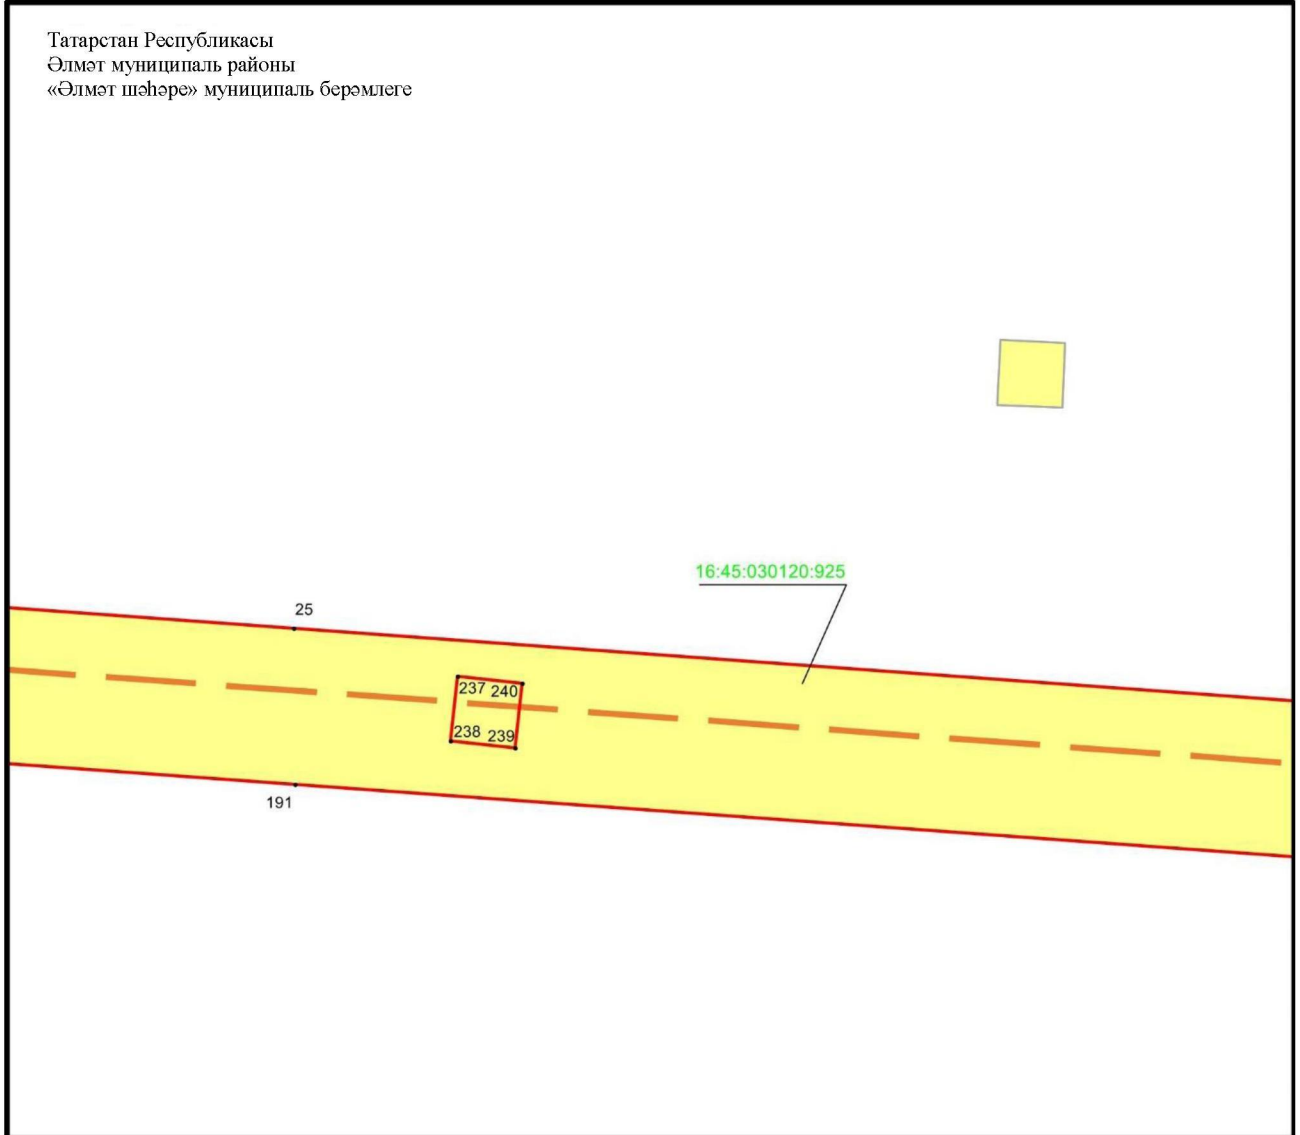 Татарстан Республикасы
Әлмәт муниципаль районы
«Әлмәт шәһәре» муниципаль берәмлеге
16:45:030120:925
25
237 240
238 239
191